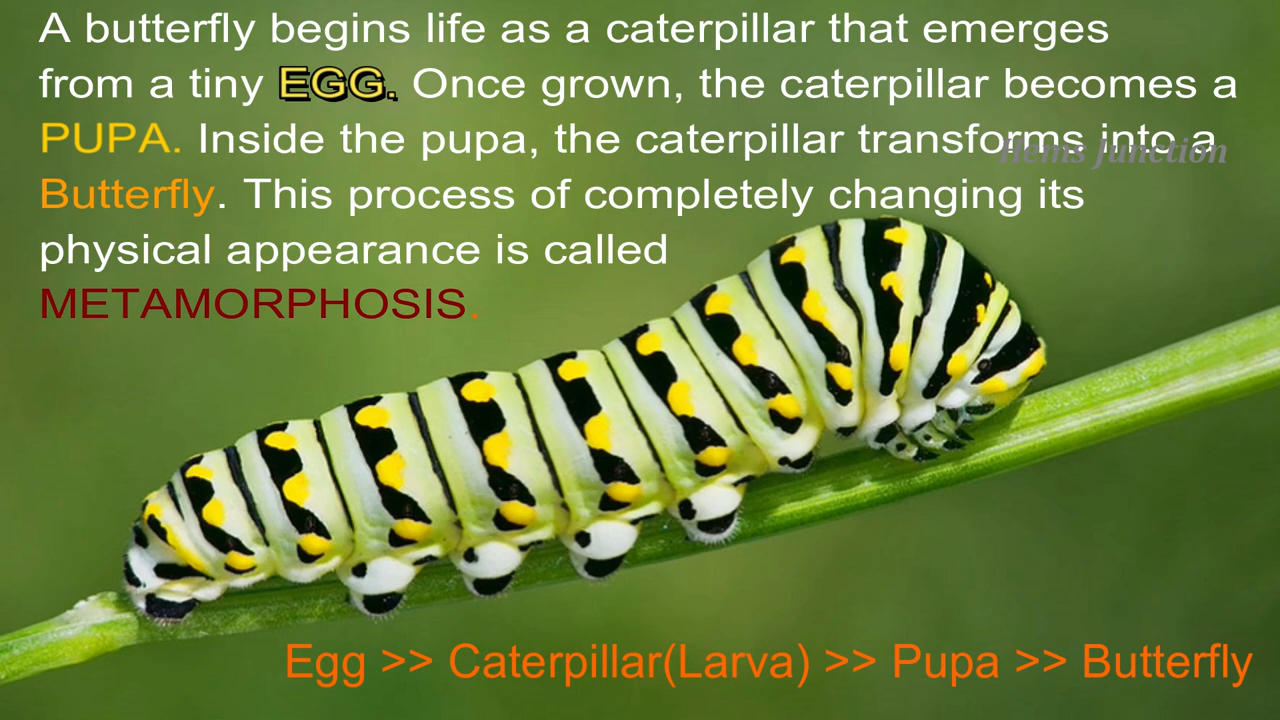 A butterfly begins life as a caterpillar that emerges
from a tiny EGG. Once grown, the caterpillar becomes a
PUPA. Inside the pupa, the caterpillar transforms into a
Hems Junction
Butterfly. This process of completely changing its
physical appearance is called
METAMORPHOSIS.
Egg >> Caterpillar(Larva) >> Pupa >> Butterfly